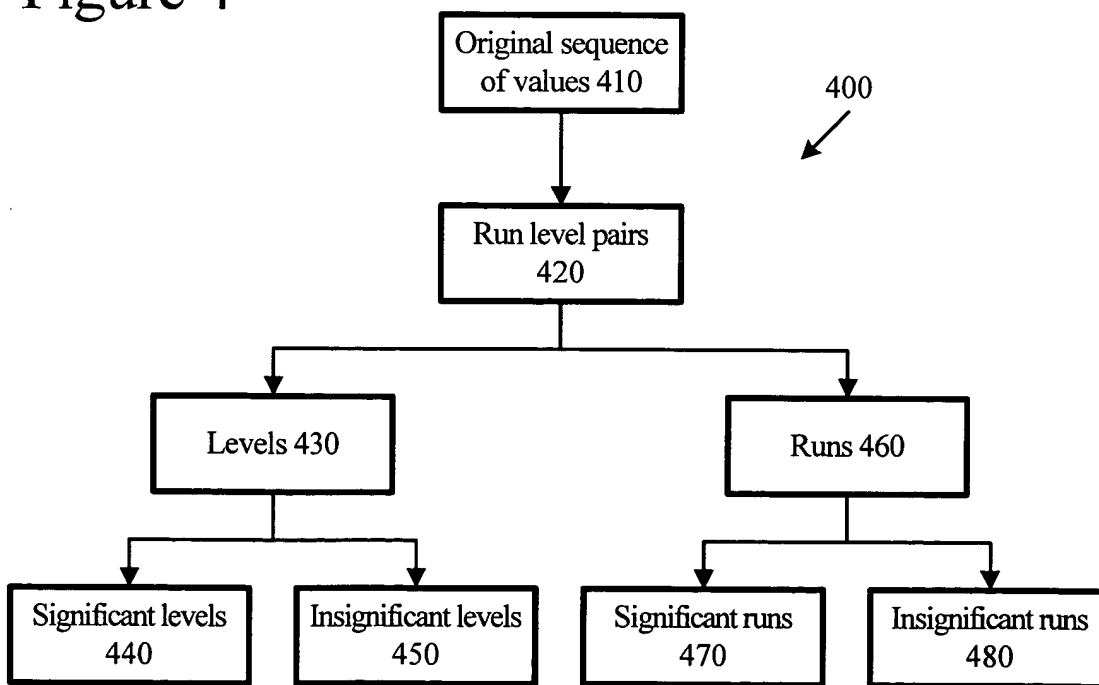 Figure 4
Original sequence
of values 410
400
Run level pairs
420
Levels 430
Runs 460
Significant levels
440
Insignificant levels
450
Significant runs
470
Insignificant runs
480